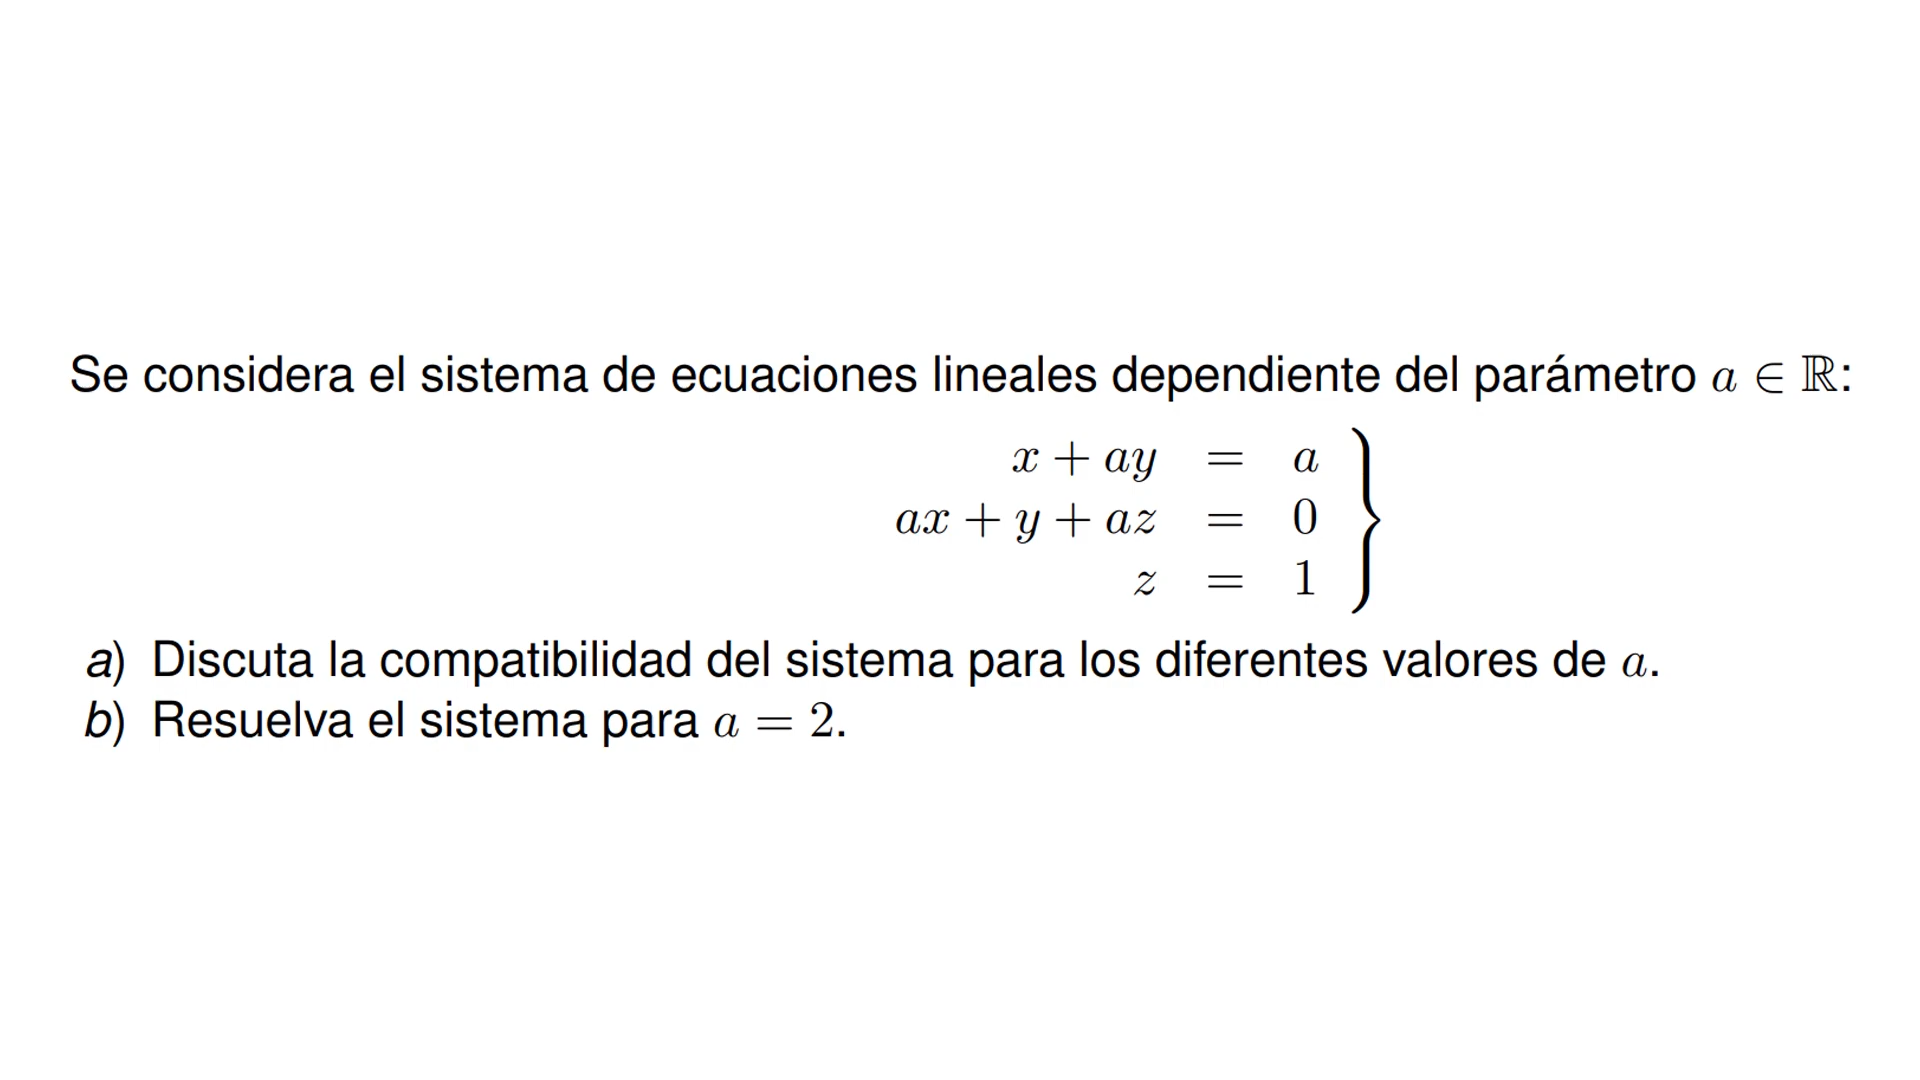 Se considera el sistema de ecuaciones lineales dependiente del parámetro a ∈ ℝ:
x + ay = a
ax + y + az = 0
z = 1
a) Discuta la compatibilidad del sistema para los diferentes valores de a.
b) Resuelva el sistema para a = 2.